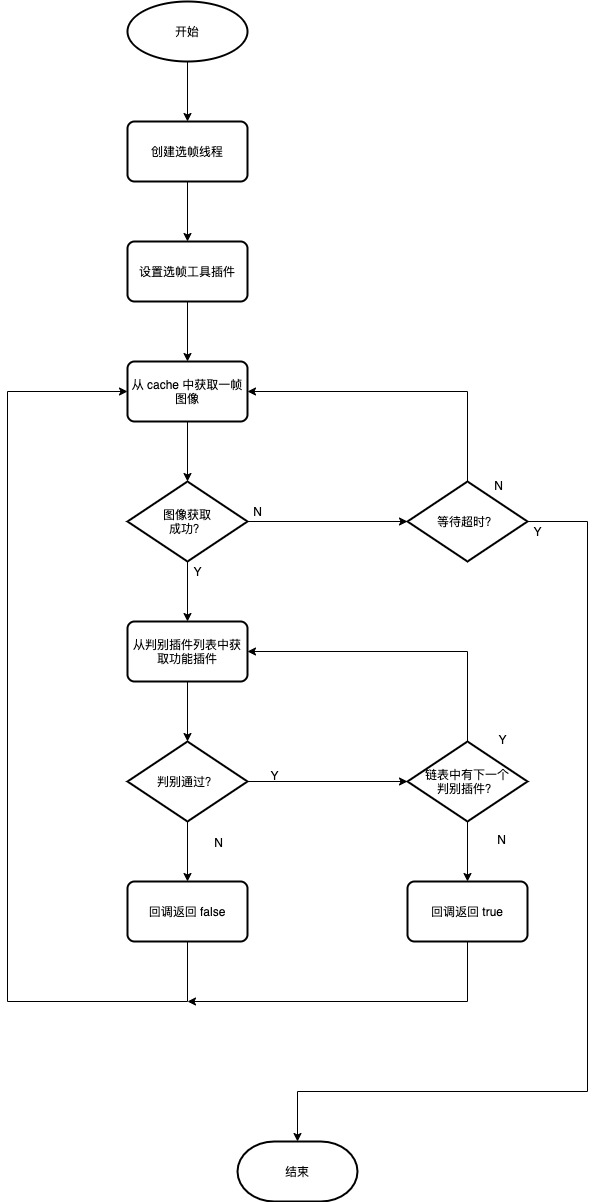 开始
创建选帧线程
设置选帧工具插件
从 cache 中获取一帧
图像
图像获取
成功?
N
等待超时?
N
Y
Y
从判别插件列表中获
取功能插件
判别通过?
Y
链表中有下一个
判别插件?
Y
N
N
回调返回 false
回调返回 true
结束